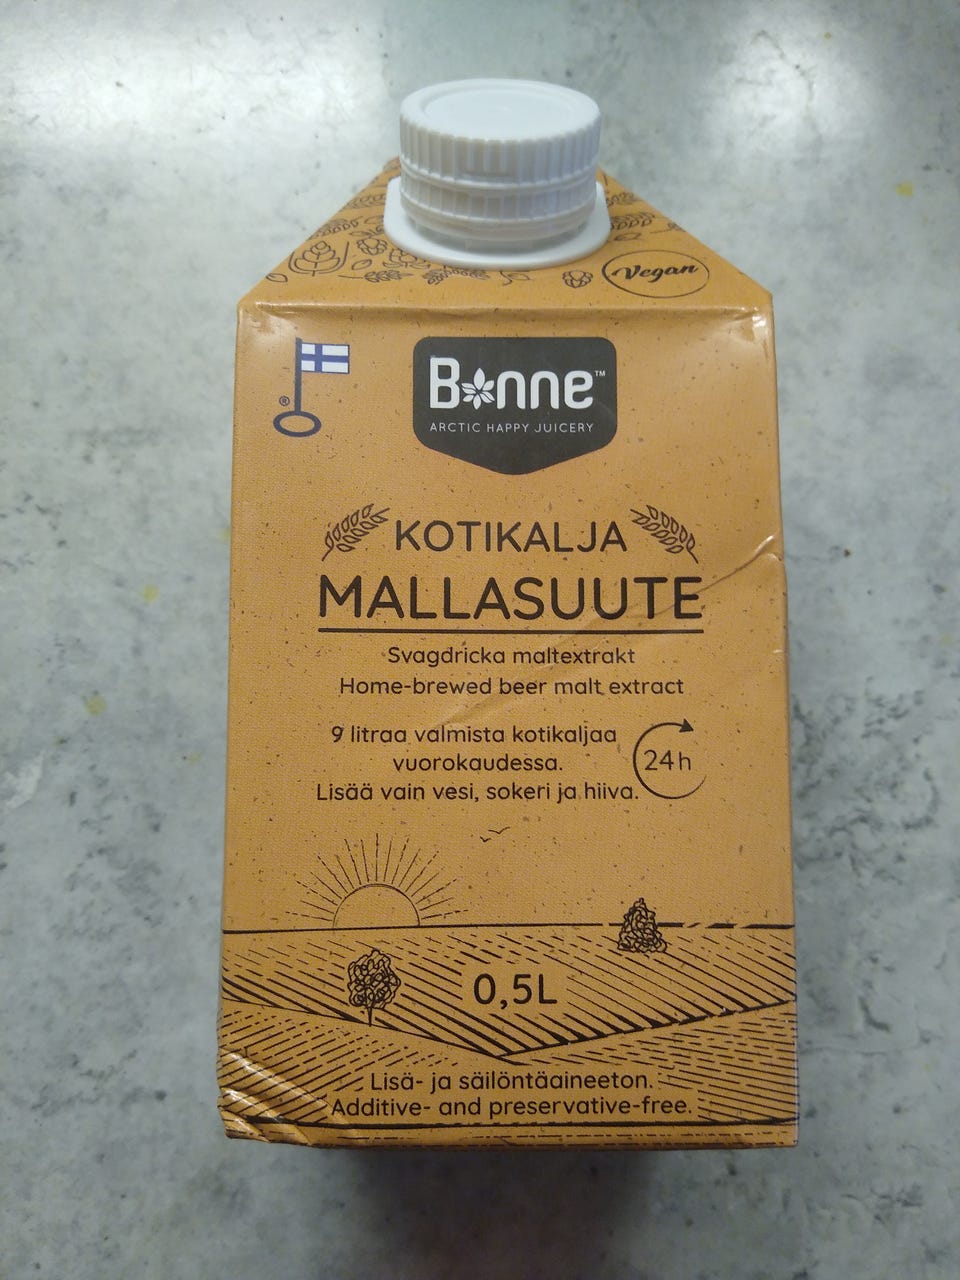 Vegan
®
Bonne™
ARCTIC HAPPY JUICERY
KOTIKALJA
MALLASUUTE
Svagdricka maltextrakt
Home-brewed beer malt extract
9 litraa valmista kotikaljaa
vuorokaudessa.
24h
Lisää vain vesi, sokeri ja hiiva.
0,5L
Lisä- ja säilöntäaineeton.
Additive- and preservative-free.